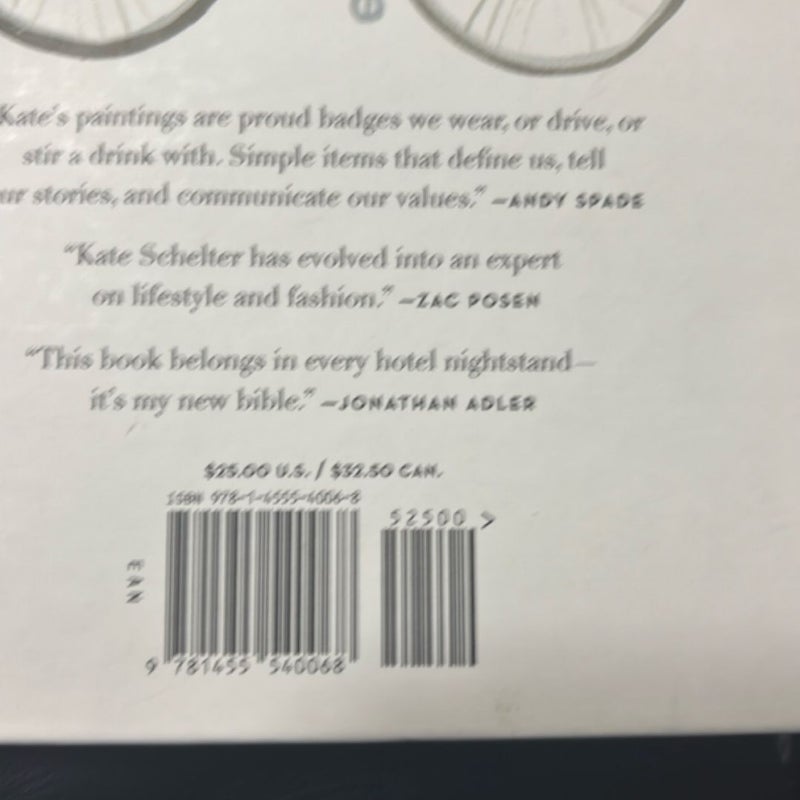 Kate's paintings are proud badges we wear, or drive, or
stir a drink with. Simple items that define us, tell
ur stories, and communicate our values." —ANDY SPADE
"Kate Schelter has evolved into an expert
on lifestyle and fashion." —ZAC POSEN
"This book belongs in every hotel nightstand—
it's my new bible." —JONATHAN ADLER
$25.00 U.S. / $32.50 CAN.
ISBN 978-1-4555-4006-8
52500 >
EAN
9 781455 540068